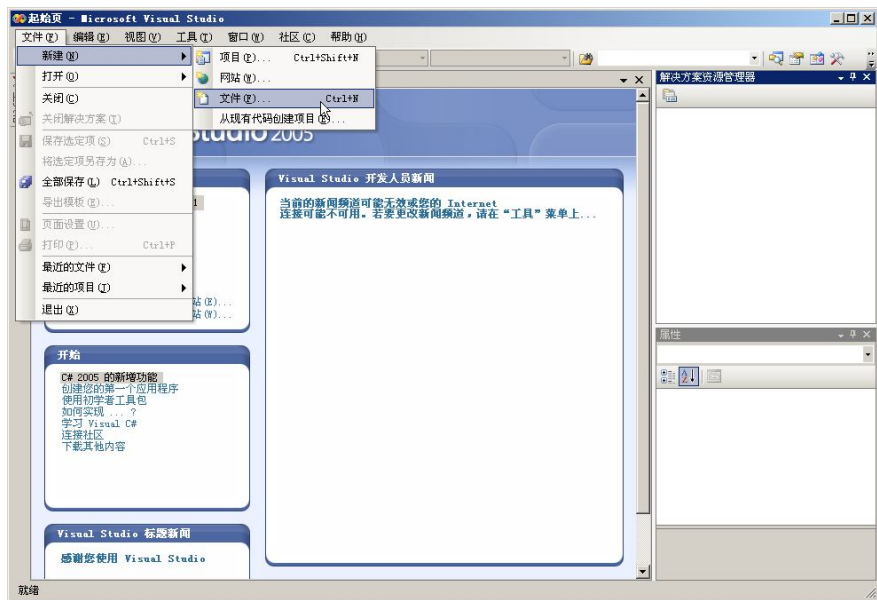 起始页 - Microsoft Visual Studio
文件(F) 编辑(E) 视图(V) 工具(T) 窗口(W) 社区(C) 帮助(H)
新建(N)
打开(O)
关闭(C)
关闭解决方案(T)
保存选定项(S) Ctrl+S
将选定项另存为(A)...
全部保存(L) Ctrl+Shift+S
导出模板(E)...
页面设置(U)...
打印(P)... Ctrl+P
最近的文件(F)
最近的项目(J)
退出(X)
项目(P)... Ctrl+Shift+N
网站(W)...
文件(F)... Ctrl+N
从现有代码创建项目
2005
站(E)...
站(W)...
开始
C# 2005 的新增功能
创建您的第一个应用程序
使用初学者工具包
如何实现 ... ?
学习 Visual C#
连接社区
下载其他内容
Visual Studio 标题新闻
感谢您使用 Visual Studio
Visual Studio 开发人员新闻
当前的新闻频道可能无效或您的 Internet
连接可能不可用。若要更改新闻频道，请在“工具”菜单上...
解决方案资源管理器
属性
就绪